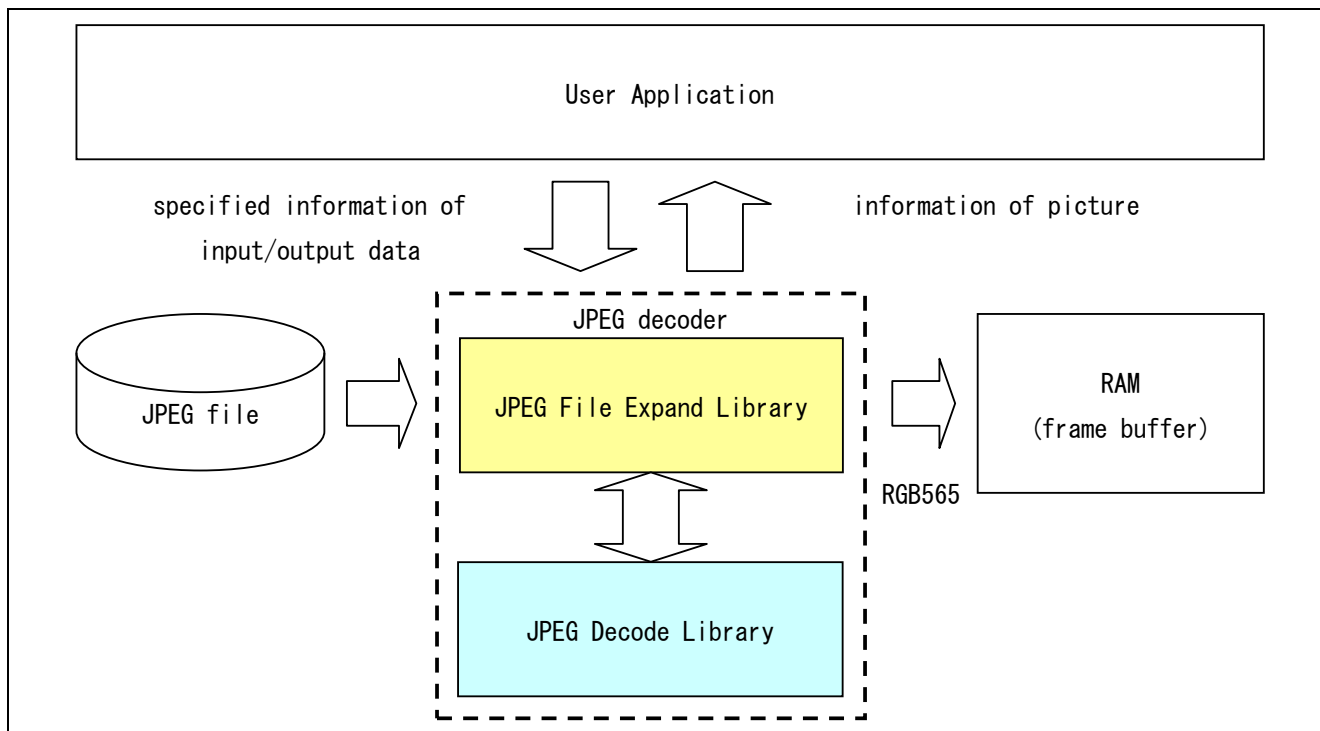 User Application
specified information of
input/output data
information of picture
JPEG decoder
JPEG file
JPEG File Expand Library
RAM
(frame buffer)
RGB565
JPEG Decode Library